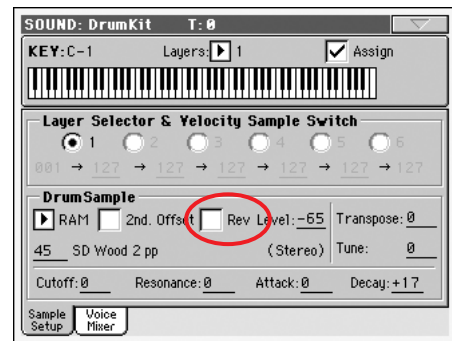 SOUND: DrumKit T: 0
KEY: C-1 Layers: 1 Assign
Layer Selector & Velocity Sample Switch
1 2 3 4 5 6
001 → 127 → 127 → 127 → 127 → 127 → 127
DrumSample
RAM 2nd. Offset Rev Level: -65 Transpose: 0
45 SD Wood 2 pp (Stereo) Tune: 0
Cutoff: 0 Resonance: 0 Attack: 0 Decay: +17
Sample Setup Voice Mixer